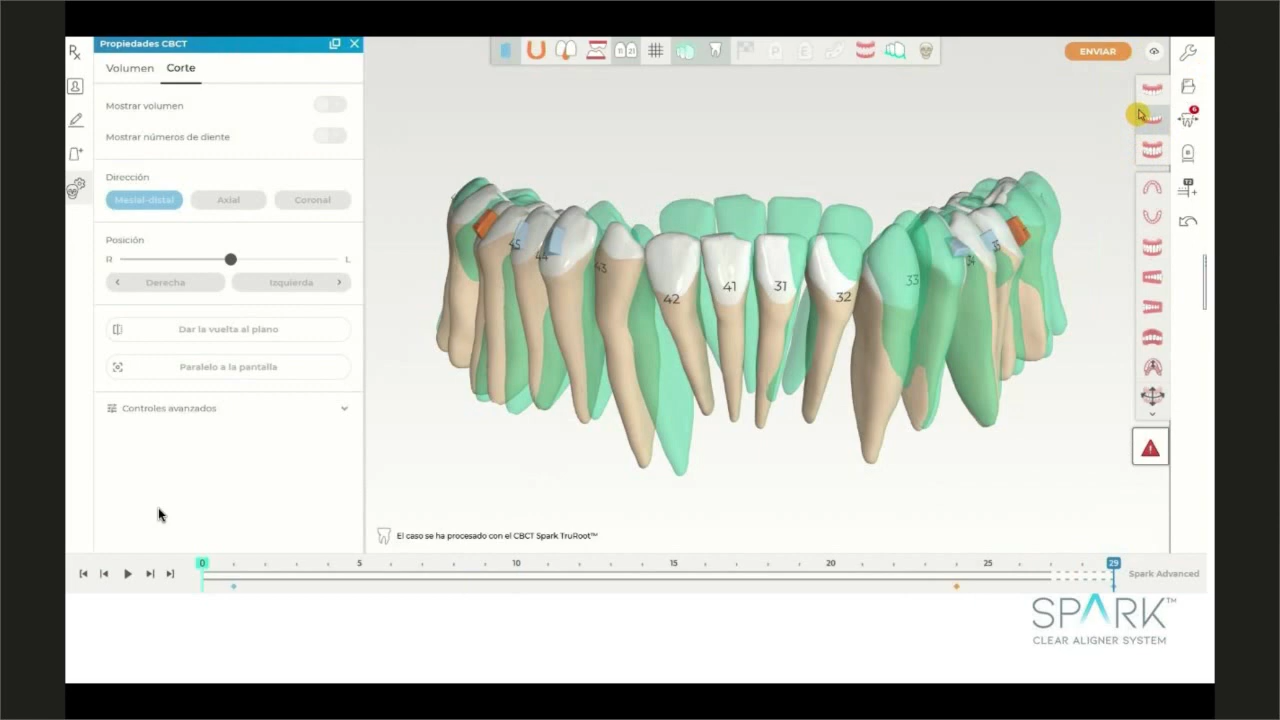 Propiedades CBCT
Volumen Corte
Mostrar volumen
Mostrar números de diente
Dirección
Mesial-distal Axial Coronal
Posición
R L
Derecha Izquierda
Dar la vuelta al plano
Paralelo a la pantalla
Controles avanzados
ENVIAR
45 44 43 42 41 31 32 33 34 35
El caso se ha procesado con el CBCT Spark TruRoot™
0 5 10 15 20 25 29
Spark Advanced
SPARK™
CLEAR ALIGNER SYSTEM